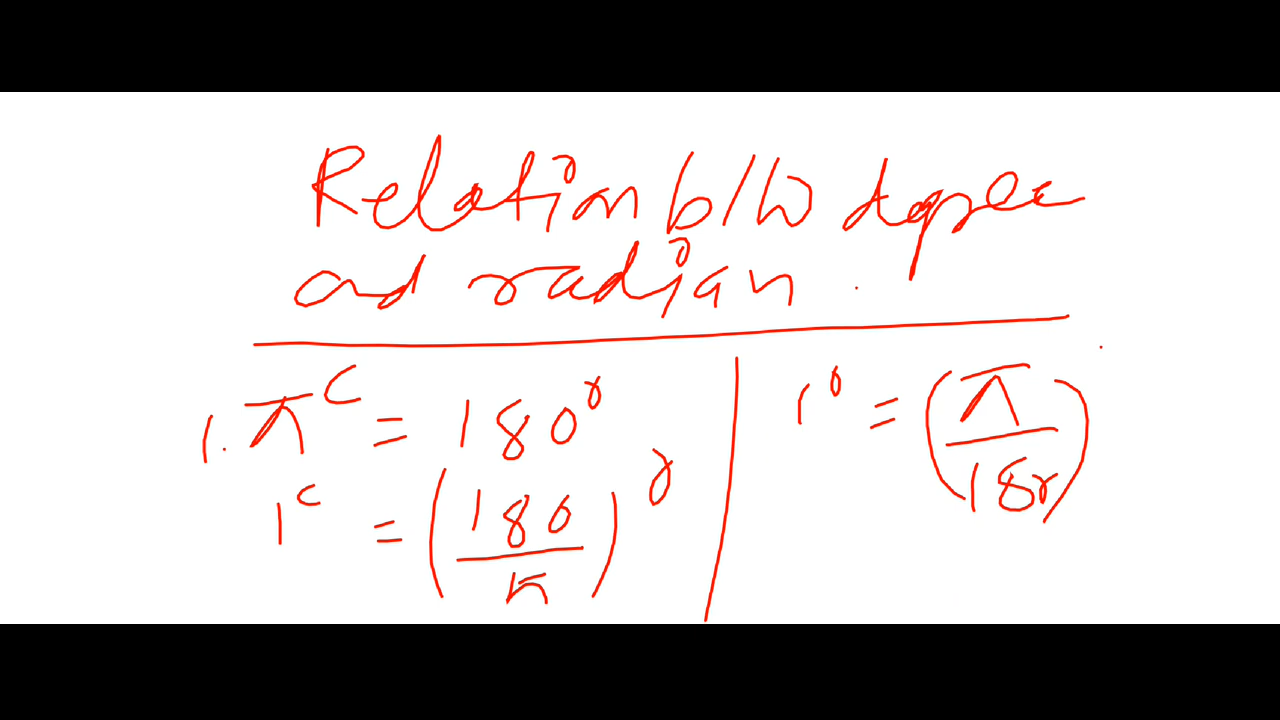 Relation b/w degree
and radian.
1. π^c = 180°
1^c = (180/π)°
1° = (π/180)